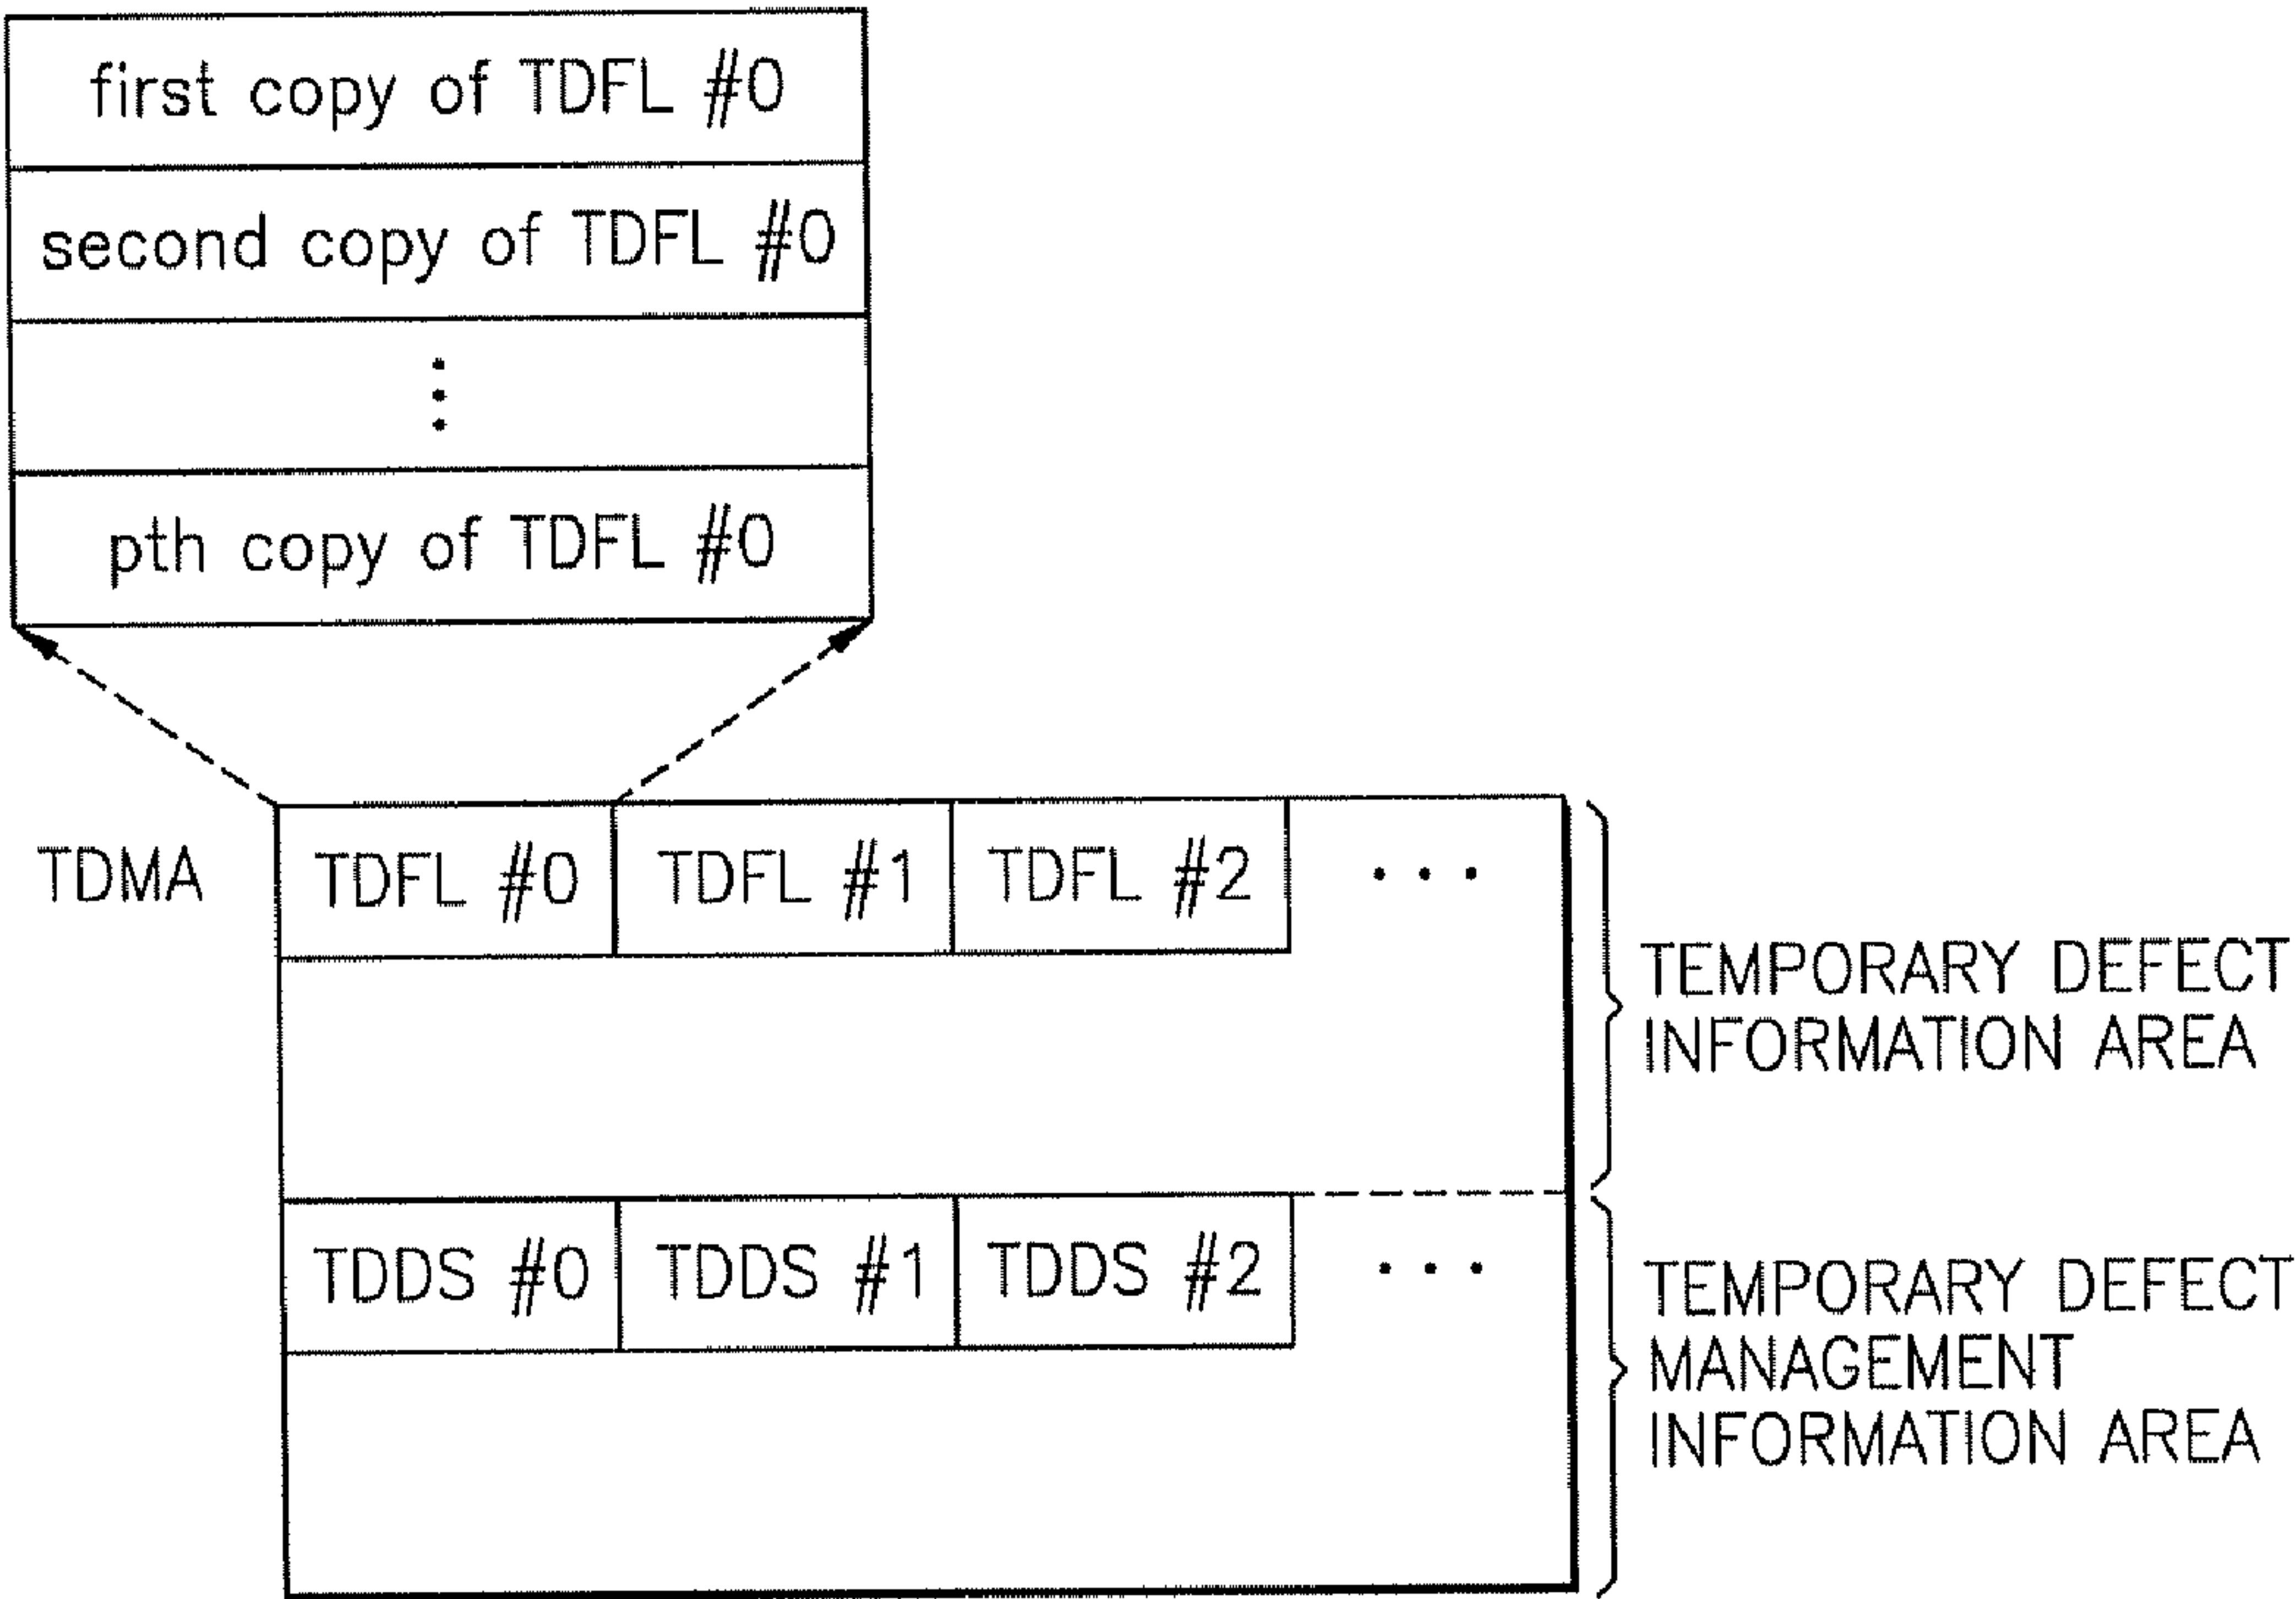 first copy of TDFL #0
second copy of TDFL #0
⋮
pth copy of TDFL #0
TDMA
TDFL #0
TDFL #1
TDFL #2
...
TEMPORARY DEFECT
INFORMATION AREA
TDDS #0
TDDS #1
TDDS #2
...
TEMPORARY DEFECT
MANAGEMENT
INFORMATION AREA